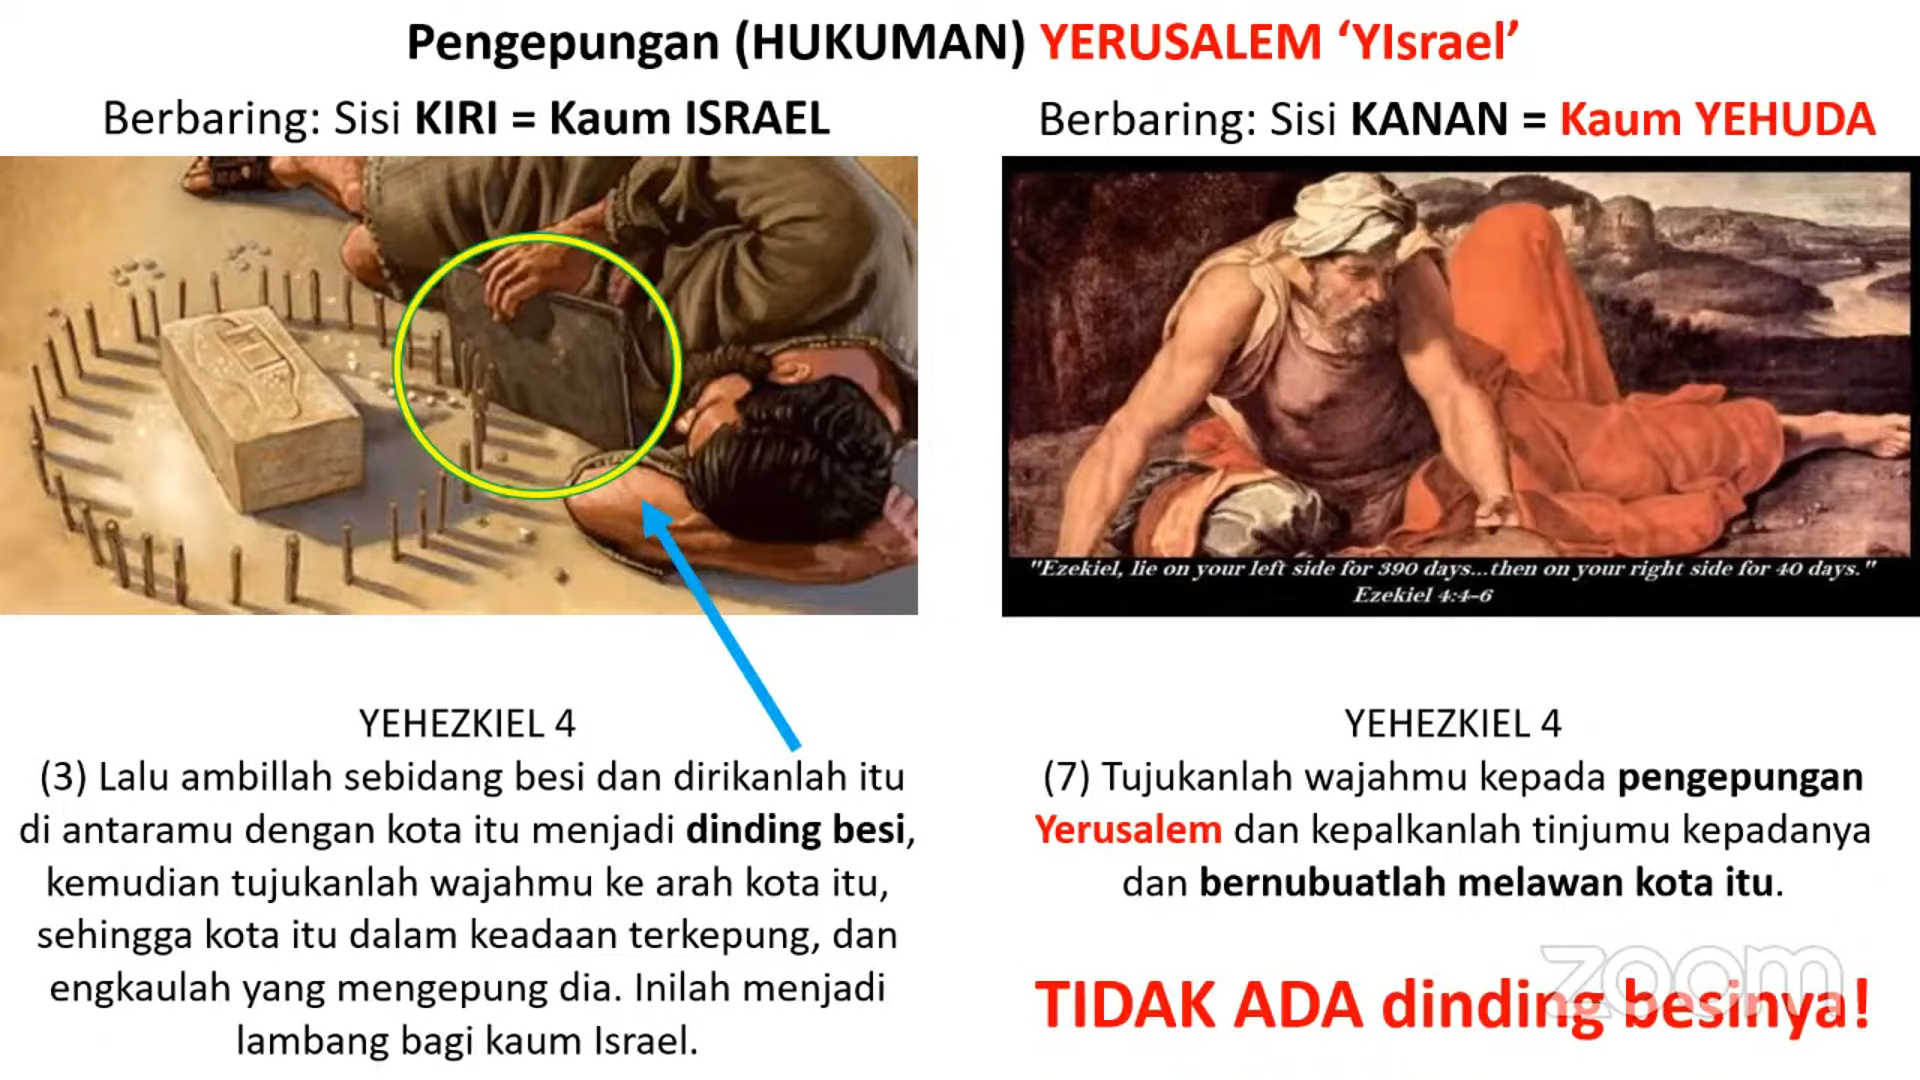 Pengepungan (HUKUMAN) YERUSALEM ‘YIsrael’
Berbaring: Sisi KIRI = Kaum ISRAEL
YEHEZKIEL 4
(3) Lalu ambillah sebidang besi dan dirikanlah itu
di antaramu dengan kota itu menjadi dinding besi,
kemudian tujukanlah wajahmu ke arah kota itu,
sehingga kota itu dalam keadaan terkepung, dan
engkaulah yang mengepung dia. Inilah menjadi
lambang bagi kaum Israel.
Berbaring: Sisi KANAN = Kaum YEHUDA
"Ezekiel, lie on your left side for 390 days...then on your right side for 40 days."
Ezekiel 4:4-6
YEHEZKIEL 4
(7) Tujukanlah wajahmu kepada pengepungan
Yerusalem dan kepalkanlah tinjumu kepadanya
dan bernubuatlah melawan kota itu.
zoom
TIDAK ADA dinding besinya!